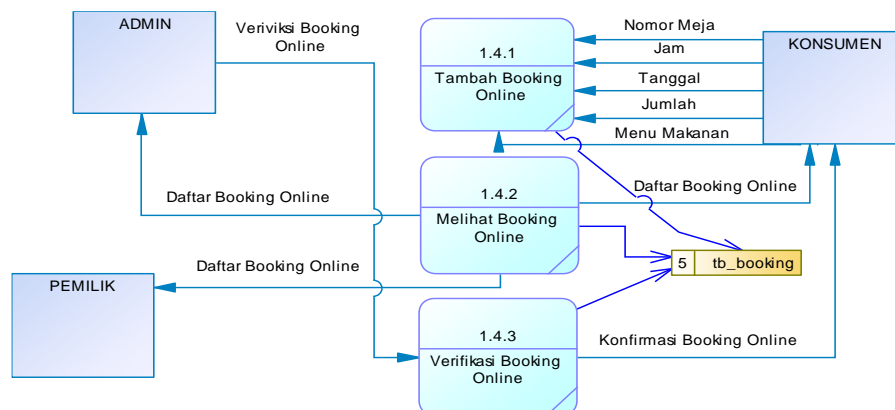 ADMIN
Veriviksi Booking
Online
1.4.1
Tambah Booking
Online
Nomor Meja
Jam
Tanggal
Jumlah
Menu Makanan
KONSUMEN
Daftar Booking Online
1.4.2
Melihat Booking
Online
Daftar Booking Online
5 tb_booking
Daftar Booking Online
PEMILIK
1.4.3
Verifikasi Booking
Online
Konfirmasi Booking Online